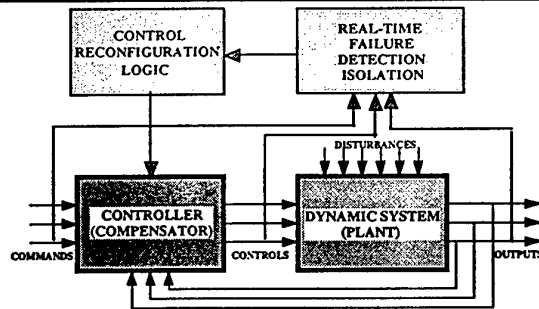 CONTROL
RECONFIGURATION
LOGIC
REAL-TIME
FAILURE
DETECTION
ISOLATION
DISTURBANCES
CONTROLLER
(COMPENSATOR)
DYNAMIC SYSTEM
(PLANT)
COMMANDS
CONTROLS
OUTPUTS